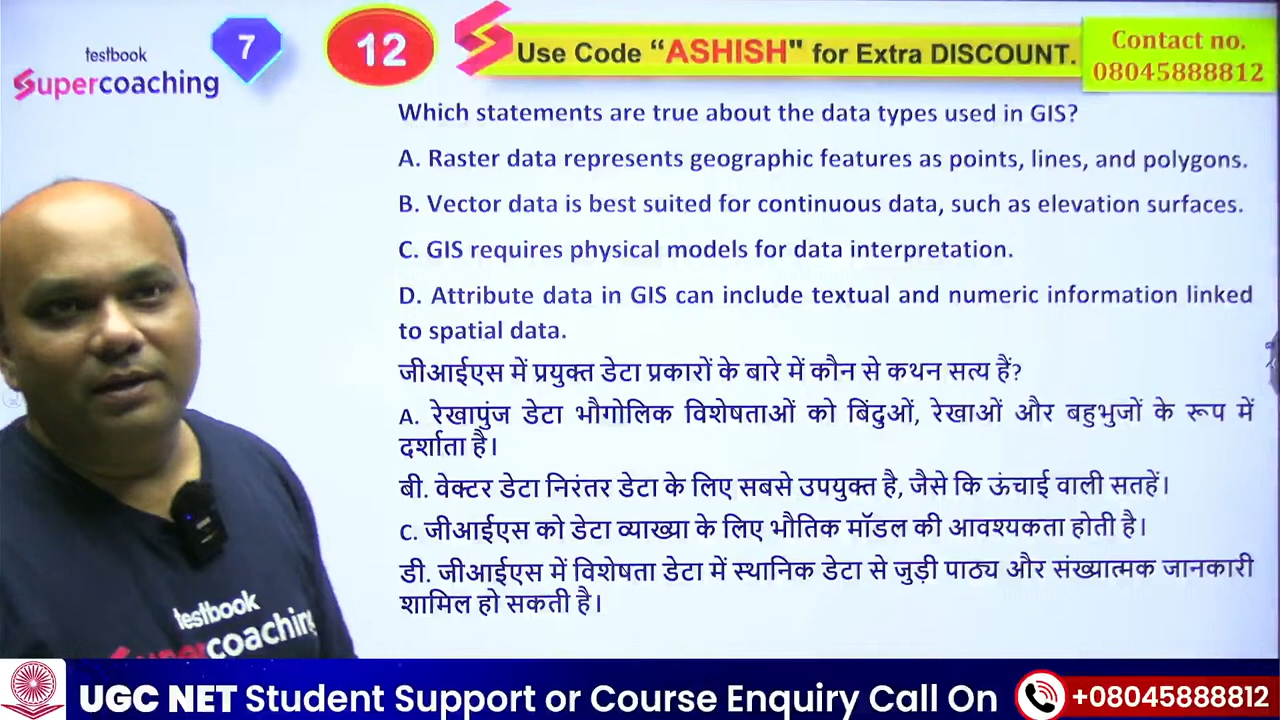 testbook
Supercoaching
7
12
Use Code “ASHISH" for Extra DISCOUNT.
Contact no.
08045888812
Which statements are true about the data types used in GIS?
A. Raster data represents geographic features as points, lines, and polygons.
B. Vector data is best suited for continuous data, such as elevation surfaces.
C. GIS requires physical models for data interpretation.
D. Attribute data in GIS can include textual and numeric information linked
to spatial data.
जीआईएस में प्रयुक्त डेटा प्रकारों के बारे में कौन से कथन सत्य हैं?
A. रेखापुंज डेटा भौगोलिक विशेषताओं को बिंदुओं, रेखाओं और बहुभुजों के रूप में
दर्शाता है।
बी. वेक्टर डेटा निरंतर डेटा के लिए सबसे उपयुक्त है, जैसे कि ऊंचाई वाली सतहें।
C. जीआईएस को डेटा व्याख्या के लिए भौतिक मॉडल की आवश्यकता होती है।
डी. जीआईएस में विशेषता डेटा में स्थानिक डेटा से जुड़ी पाठ्य और संख्यात्मक जानकारी
शामिल हो सकती है।
testbook
Supercoaching
UGC NET Student Support or Course Enquiry Call On
+08045888812